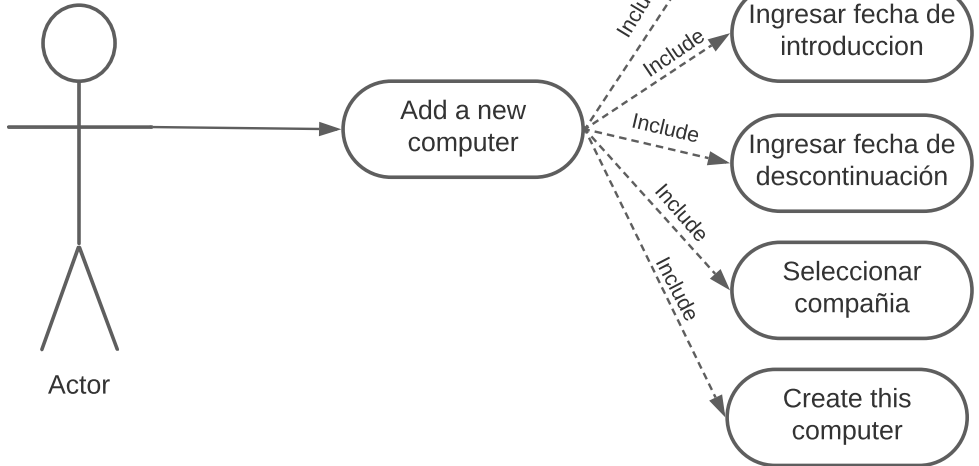 Ingresar fecha de
introduccion
Include
Add a new
computer
Include
Ingresar fecha de
descontinuación
Include
Seleccionar
compañia
Include
Create this
computer
Actor